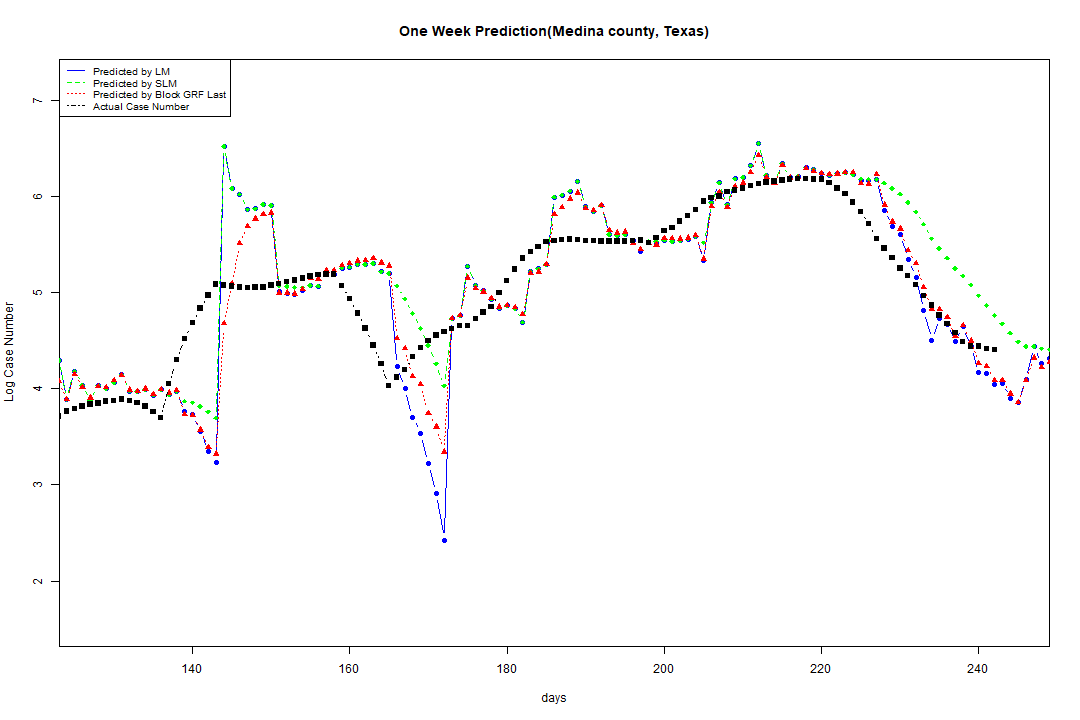 One Week Prediction(Medina county, Texas)
Predicted by LM
Predicted by SLM
Predicted by Block GRF Last
Actual Case Number
7
6
5
4
3
2
Log Case Number
140 160 180 200 220 240
days